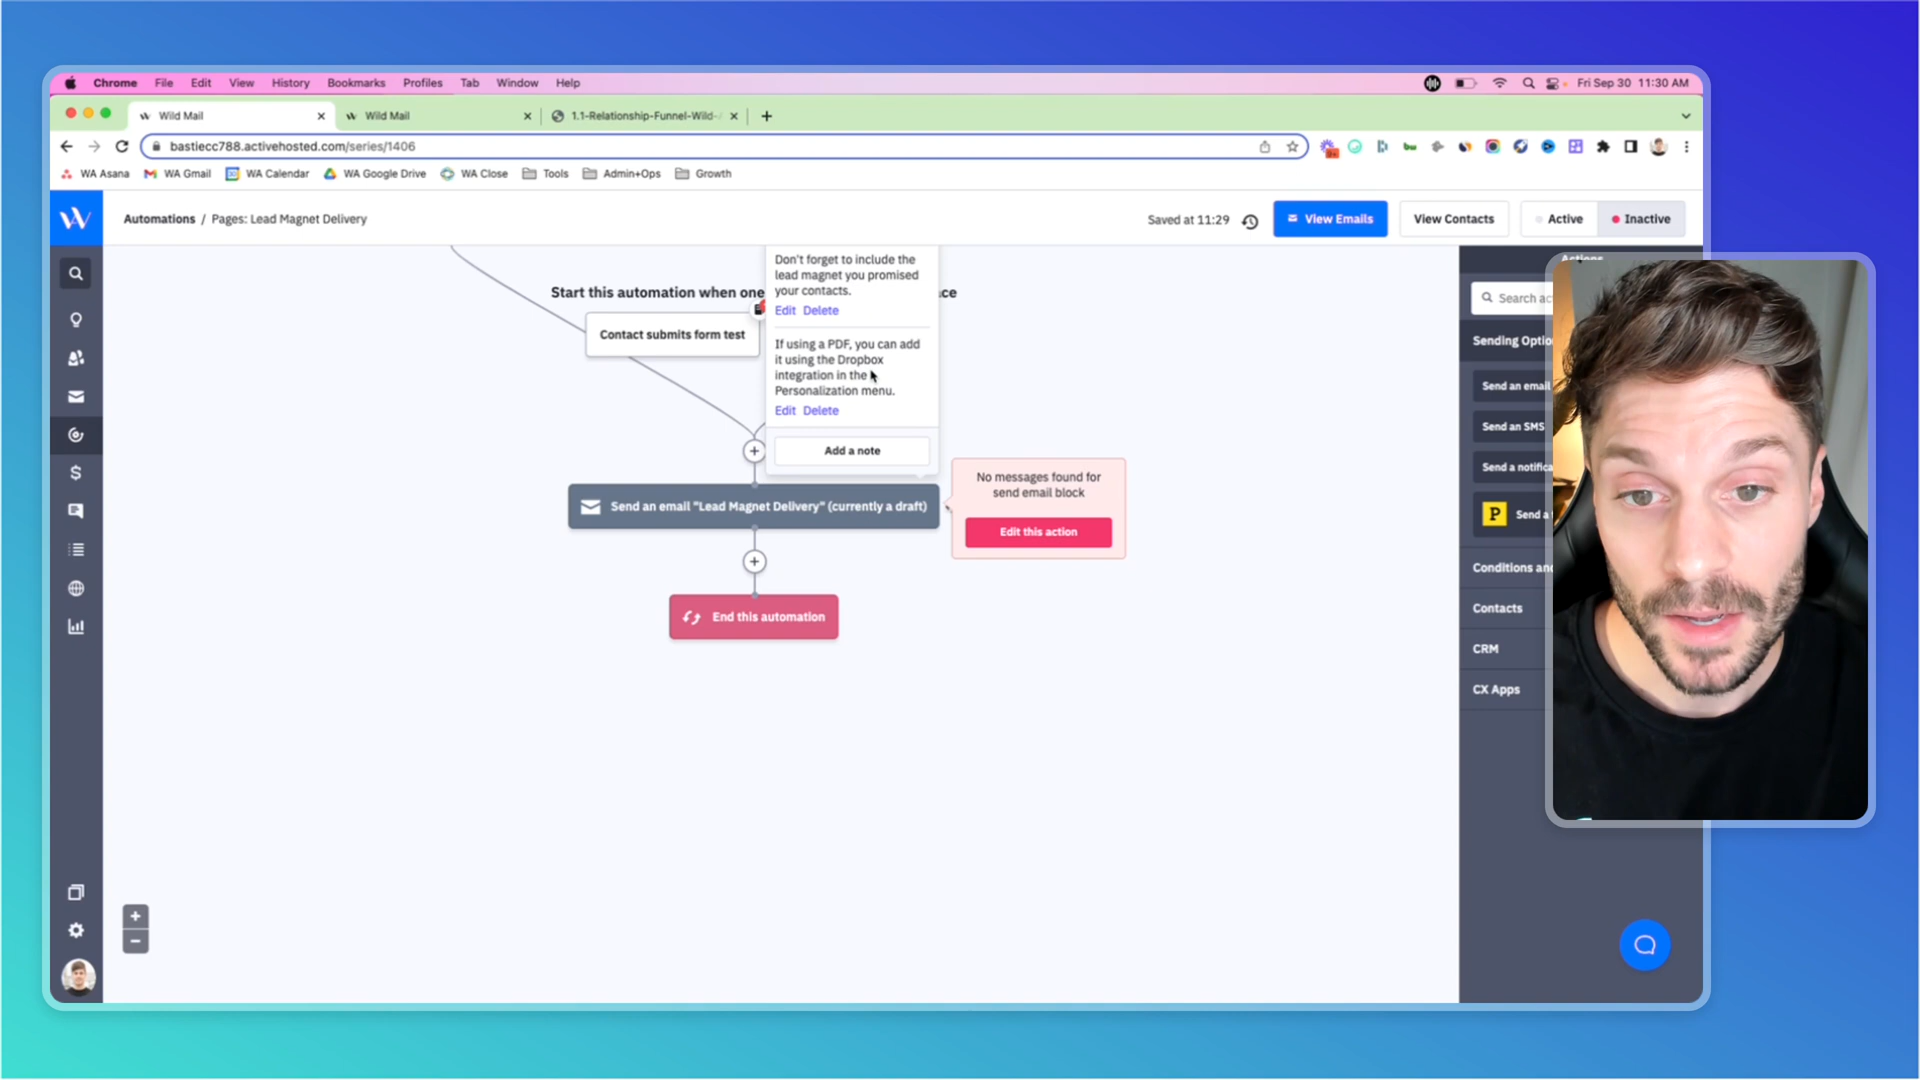 Chrome File Edit View History Bookmarks Profiles Tab Window Help
Fri Sep 30 11:30 AM
Wild Mail
Wild Mail
1.1-Relationship-Funnel-Wild-
bastiecc788.activehosted.com/series/1406
WA Asana WA Gmail WA Calendar WA Google Drive WA Close Tools Admin+Ops Growth
Automations / Pages: Lead Magnet Delivery
Saved at 11:29
View Emails
View Contacts
Active
Inactive
Actions
Search
Sending
Send an email
Send an SMS
Send a
Send a
Conditions
Contacts
CRM
CX Apps
Start this automation when one
Contact submits form test
Don't forget to include the
lead magnet you promised
your contacts.
Edit Delete
If using a PDF, you can add
it using the Dropbox
integration in the
Personalization menu.
Edit Delete
Add a note
Send an email "Lead Magnet Delivery" (currently a draft)
No messages found for
send email block
Edit this action
End this automation